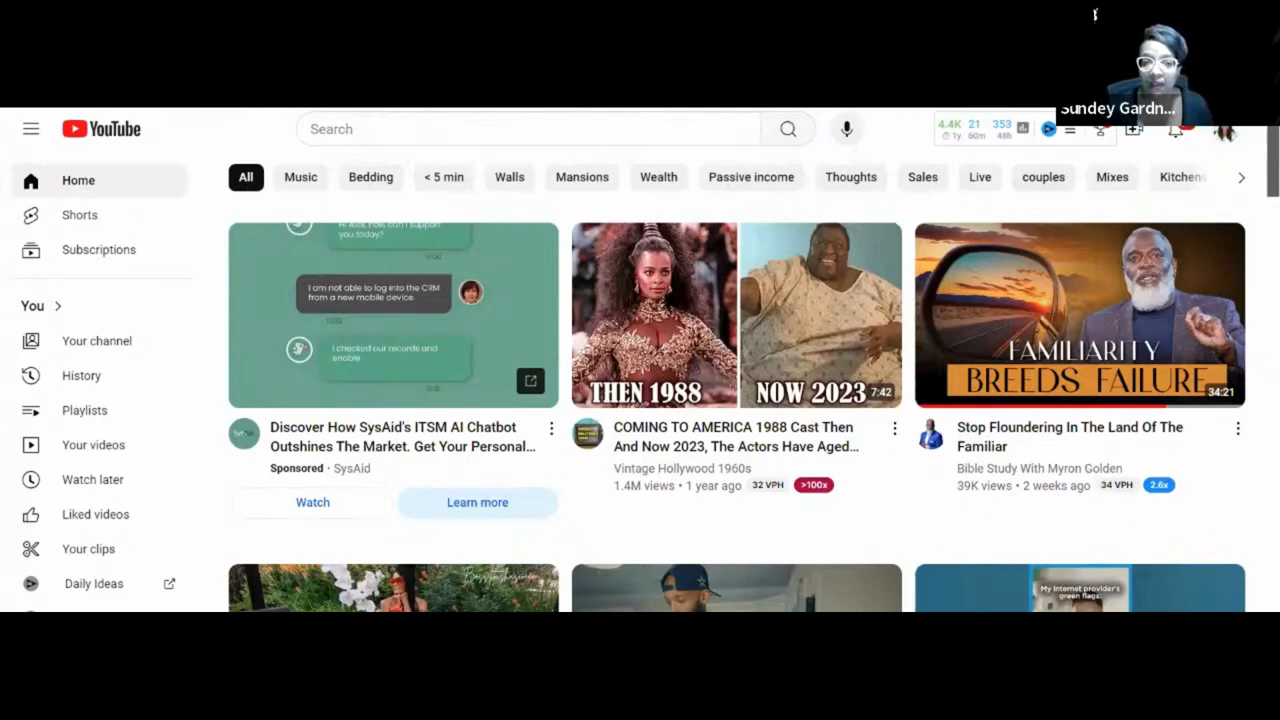 Sundey Gardn...
YouTube
Search
4.4K 21 353
1y 60m 48h
All
Music
Bedding
< 5 min
Walls
Mansions
Wealth
Passive income
Thoughts
Sales
Live
couples
Mixes
Kitchens
Home
Shorts
Subscriptions
You
Your channel
History
Playlists
Your videos
Watch later
Liked videos
Your clips
Daily Ideas
you today?
I am not able to log into the CRM
from a new mobile device.
I checked our records and
enable
Discover How SysAid's ITSM AI Chatbot
Outshines The Market. Get Your Personal...
Sponsored · SysAid
Watch
Learn more
THEN 1988
NOW 2023
7:42
COMING TO AMERICA 1988 Cast Then
And Now 2023, The Actors Have Aged...
Vintage Hollywood 1960s
1.4M views • 1 year ago 32 VPH >100x
FAMILIARITY
BREEDS FAILURE
34:21
Stop Floundering In The Land Of The
Familiar
Bible Study With Myron Golden
39K views • 2 weeks ago 34 VPH 2.6x
My internet provider's
green flags: